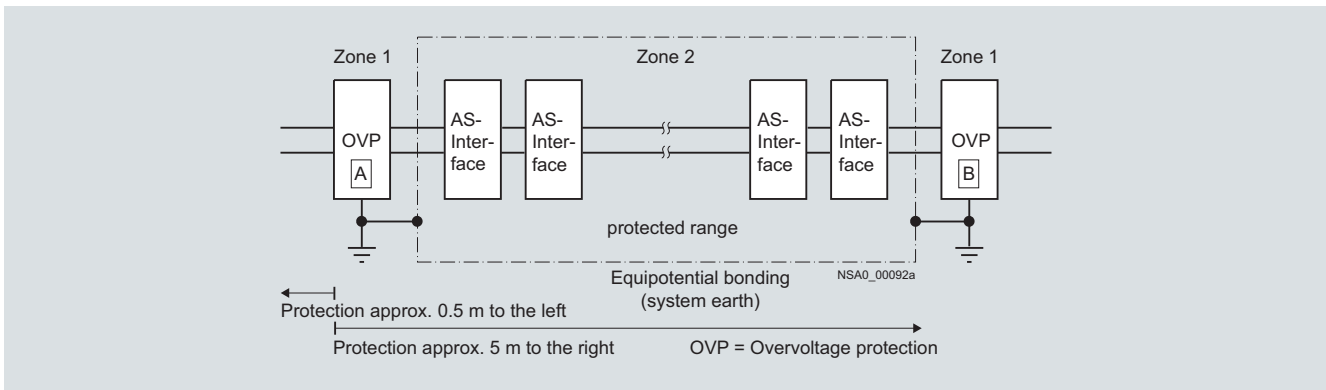 Zone 1
Zone 2
Zone 1
OVP
A
AS-
Inter-
face
AS-
Inter-
face
AS-
Inter-
face
AS-
Inter-
face
OVP
B
protected range
Equipotential bonding
(system earth)
NSA0_00092a
Protection approx. 0.5 m to the left
Protection approx. 5 m to the right
OVP = Overvoltage protection